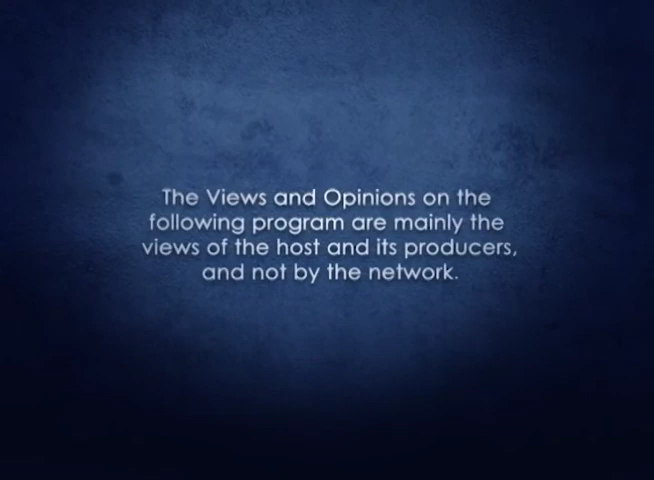 The Views and Opinions on the
following program are mainly the
views of the host and its producers,
and not by the network.